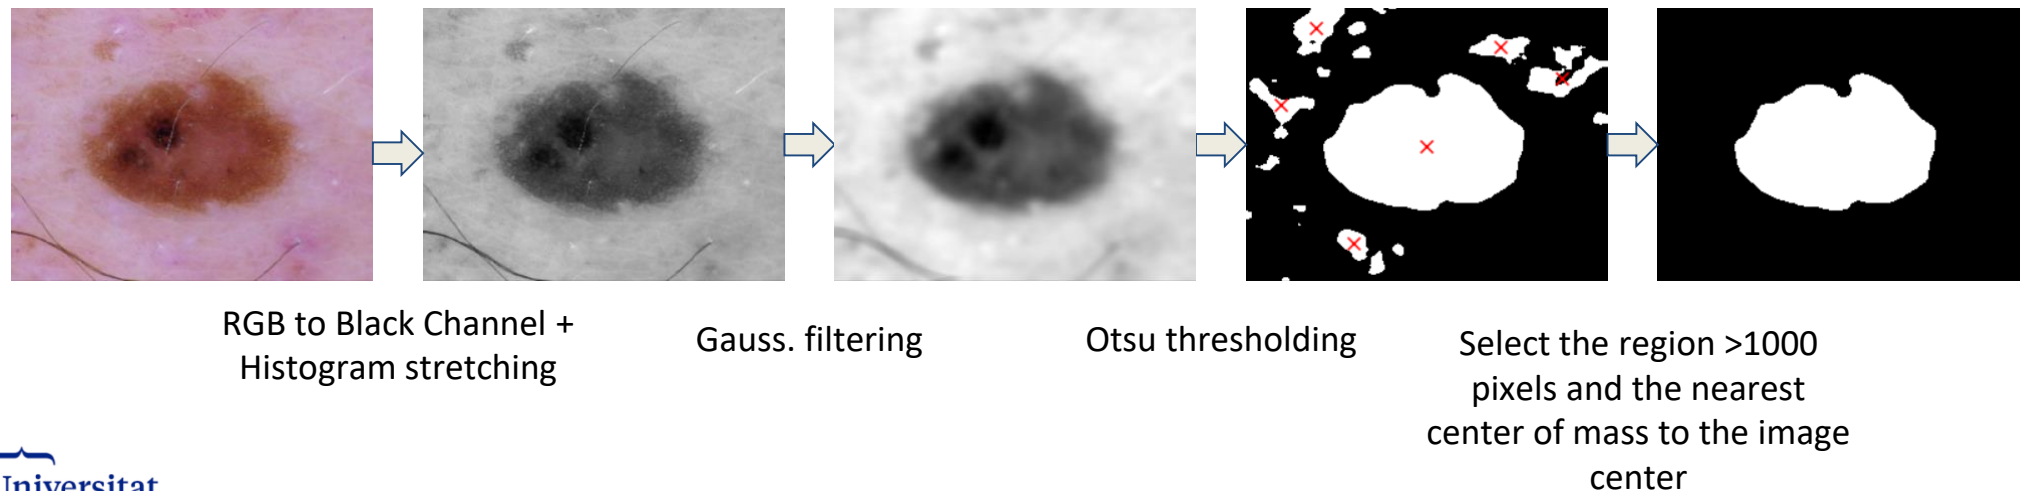 RGB to Black Channel +
Histogram stretching
Gauss. filtering
Otsu thresholding
Select the region >1000
pixels and the nearest
center of mass to the image
center
Universitat